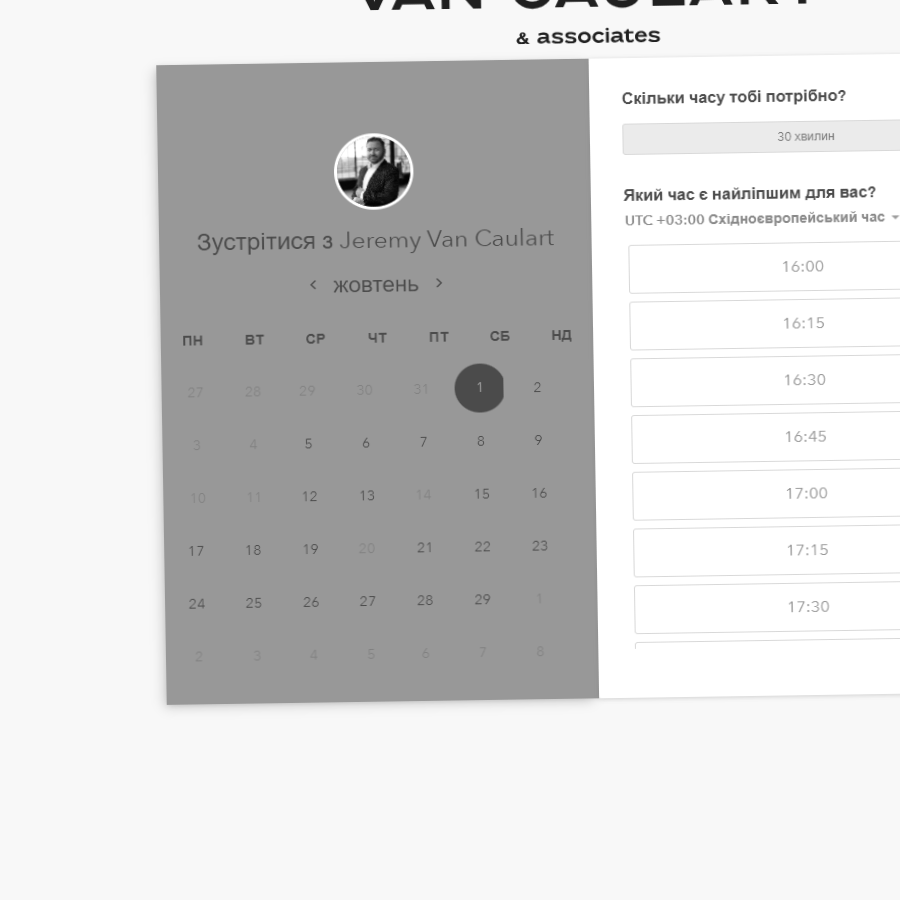 VAN CAULART
& associates
Зустрітися з Jeremy Van Caulart
жовтень
ПН ВТ СР ЧТ ПТ СБ НД
27 28 29 30 31 1 2
3 4 5 6 7 8 9
10 11 12 13 14 15 16
17 18 19 20 21 22 23
24 25 26 27 28 29 1
2 3 4 5 6 7 8
Скільки часу тобі потрібно?
30 хвилин
Який час є найліпшим для вас?
UTC +03:00 Східноєвропейський час
16:00
16:15
16:30
16:45
17:00
17:15
17:30